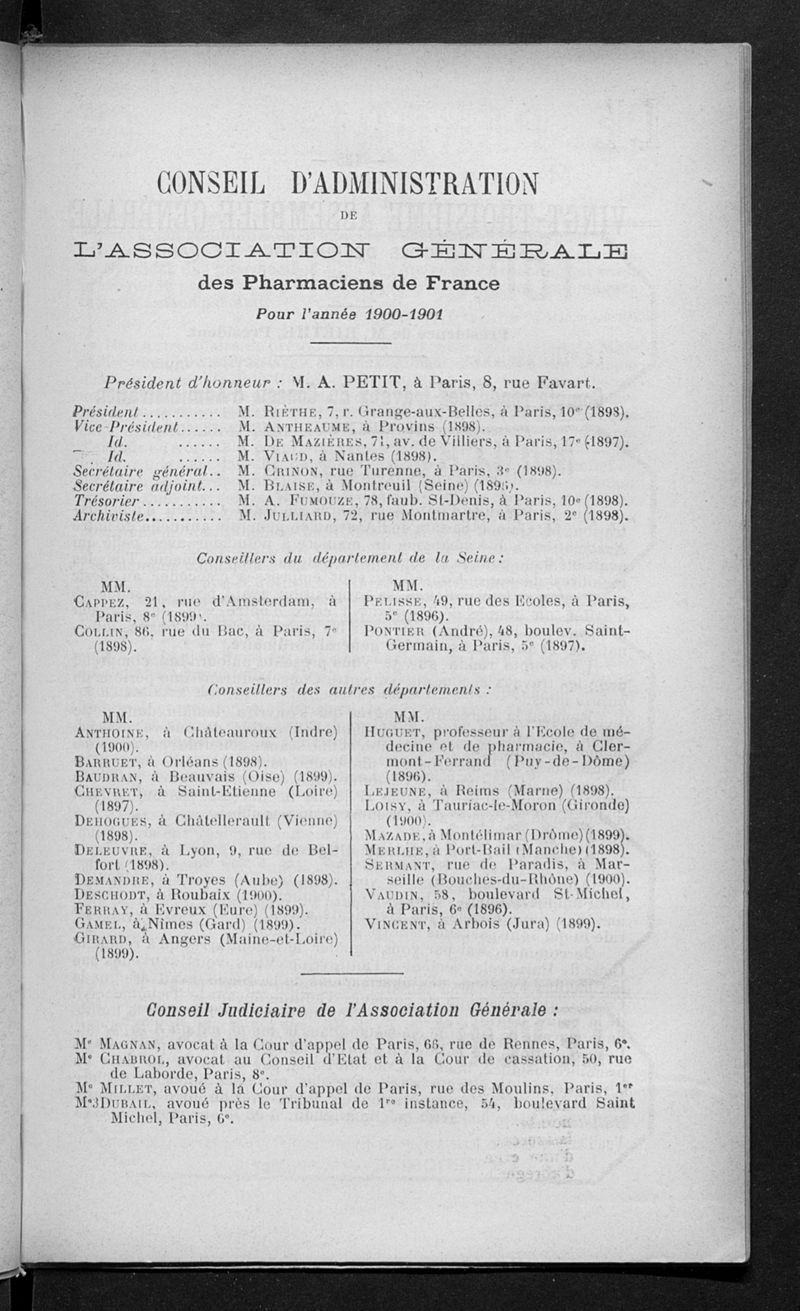 CONSEIL D'ADMINISTRATION
DE
L'ASSOCIATION GÉNÉRALE
des Pharmaciens de France
Pour l'année 1900-1901
Président d'honneur : M. A. PETIT, à Paris, 8, rue Favart.
Président........... M. RIÈTHE, 7, r. Grange-aux-Belles, à Paris, 10e (1898).
Vice-Président...... M. ANTHEAUME, à Provins (1898).
Id. ...... M. DE MAZIÈRES, 71, av. de Villiers, à Paris, 17e (1897).
Id. ...... M. VIAUD, à Nantes (1898).
Secrétaire général.. M. CRINON, rue Turenne, à Paris, 3e (1898).
Secrétaire adjoint... M. BLAISE, à Montreuil (Seine)
Trésorier........... M. A. FUMOUZE, 78, faub. St-Denis, à Paris, 10e (1898).
Archiviste........... M. JULLIARD, 72, rue Montmartre, à Paris, 2e (1898).
Conseillers du département de la Seine :
MM.
CAPPEZ, 21, rue d'Amsterdam, à
Paris, 8e (1899).
COLLIN, 86, rue du Bac, à Paris, 7e
(1898).
MM.
PELISSE, 49, rue des Ecoles, à Paris,
5e (1896).
PONTIER (André), 48, boulev. Saint-
Germain, à Paris, 5e (1897).
Conseillers des autres départements :
MM.
ANTHOINE, à Châteauroux (Indre)
(1900).
BARRUET, à Orléans (1898).
BAUDRAN, à Beauvais (Oise) (1899).
CHEVRET, à Saint-Etienne (Loire)
(1897).
DEHOGUES, à Châtellerault (Vienne)
(1898).
DELEUVRE, à Lyon, 9, rue de Bel-
fort (1898).
DEMANDRE, à Troyes (Aube) (1898).
DESCHODT, à Roubaix (1900).
FERRAY, à Evreux (Eure) (1899).
GAMEL, à Nîmes (Gard) (1899).
GIRARD, à Angers (Maine-et-Loire)
(1899).
MM.
HUGUET, professeur à l'Ecole de mé-
decine et de pharmacie, à Cler-
mont-Ferrand (Puy-de-Dôme)
(1896).
LEJEUNE, à Reims (Marne) (1898).
LOISY, à Tauriac-le-Moron (Gironde)
(1900).
MAZADE, à Montélimar (Drôme) (1899).
MERLHE, à Port-Bail (Manche) (1898).
SERMANT, rue de Paradis, à Mar-
seille (Bouches-du-Rhône) (1900).
VAUDIN, 58, boulevard St-Michel,
à Paris, 6e (1896).
VINCENT, à Arbois (Jura) (1899).
Conseil Judiciaire de l'Association Générale :
Me MAGNAN, avocat à la Cour d'appel de Paris, 66, rue de Rennes, Paris, 6e.
Me CHABROL, avocat au Conseil d'Etat et à la Cour de cassation, 50, rue
de Laborde, Paris, 8e.
Me MILLET, avoué à la Cour d'appel de Paris, rue des Moulins, Paris, 1er
Me DUBAIL, avoué près le Tribunal de 1re instance, 54, boulevard Saint
Michel, Paris, 6e.